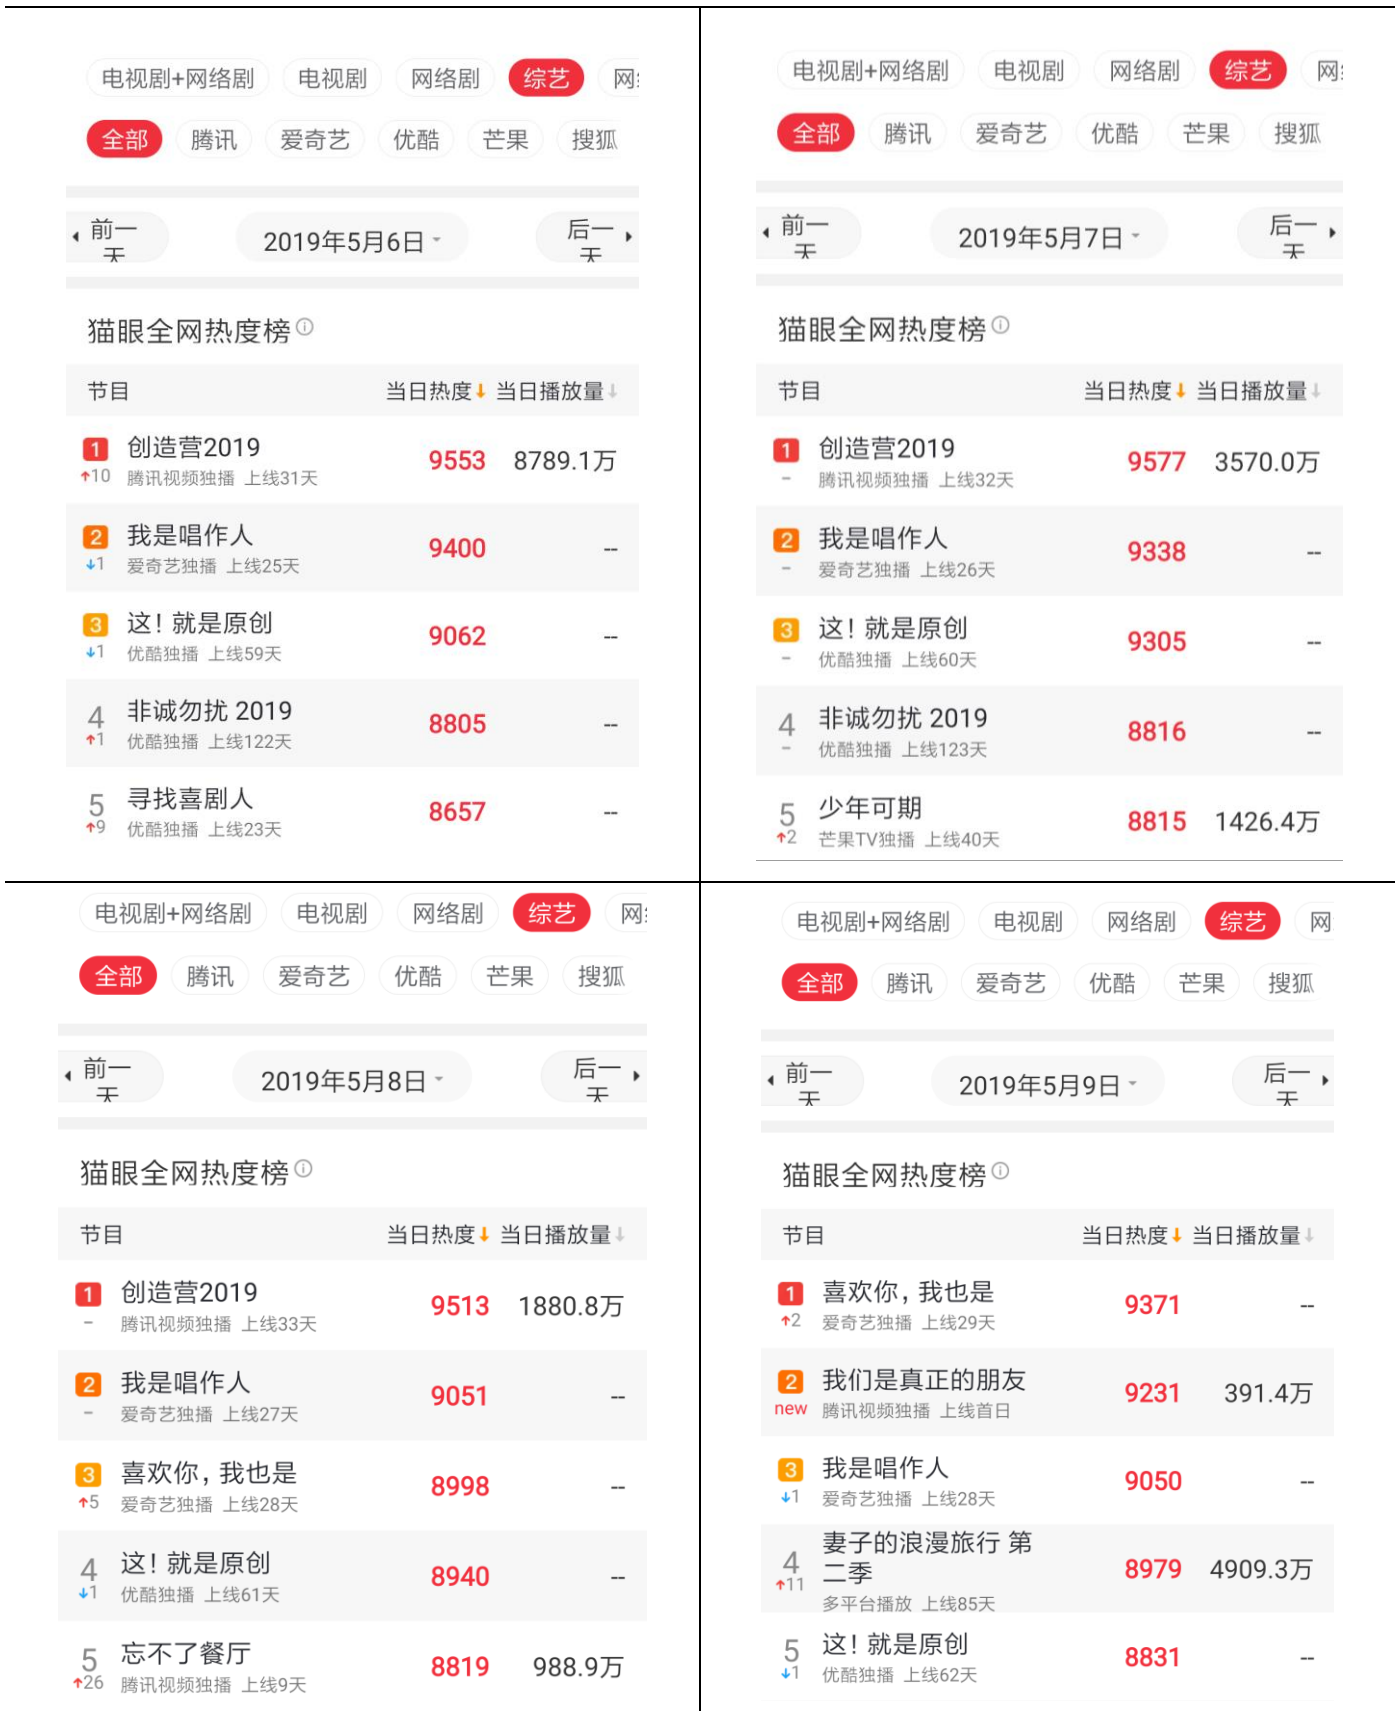 电视剧+网络剧 电视剧 网络剧 综艺 网
全部 腾讯 爱奇艺 优酷 芒果 搜狐
前一天 2019年5月6日 后一天
猫眼全网热度榜
节目 当日热度 当日播放量
1 创造营2019 9553 8789.1万
↑10 腾讯视频独播 上线31天
2 我是唱作人 9400 --
↓1 爱奇艺独播 上线25天
3 这！就是原创 9062 --
↓1 优酷独播 上线59天
4 非诚勿扰 2019 8805 --
↑1 优酷独播 上线122天
5 寻找喜剧人 8657 --
↑9 优酷独播 上线23天
电视剧+网络剧 电视剧 网络剧 综艺 网
全部 腾讯 爱奇艺 优酷 芒果 搜狐
前一天 2019年5月7日 后一天
猫眼全网热度榜
节目 当日热度 当日播放量
1 创造营2019 9577 3570.0万
– 腾讯视频独播 上线32天
2 我是唱作人 9338 --
– 爱奇艺独播 上线26天
3 这！就是原创 9305 --
– 优酷独播 上线60天
4 非诚勿扰 2019 8816 --
– 优酷独播 上线123天
5 少年可期 8815 1426.4万
↑2 芒果TV独播 上线40天
电视剧+网络剧 电视剧 网络剧 综艺 网
全部 腾讯 爱奇艺 优酷 芒果 搜狐
前一天 2019年5月8日 后一天
猫眼全网热度榜
节目 当日热度 当日播放量
1 创造营2019 9513 1880.8万
– 腾讯视频独播 上线33天
2 我是唱作人 9051 --
– 爱奇艺独播 上线27天
3 喜欢你，我也是 8998 --
↑5 爱奇艺独播 上线28天
4 这！就是原创 8940 --
↓1 优酷独播 上线61天
5 忘不了餐厅 8819 988.9万
↑26 腾讯视频独播 上线9天
电视剧+网络剧 电视剧 网络剧 综艺 网
全部 腾讯 爱奇艺 优酷 芒果 搜狐
前一天 2019年5月9日 后一天
猫眼全网热度榜
节目 当日热度 当日播放量
1 喜欢你，我也是 9371 --
↑2 爱奇艺独播 上线29天
2 我们是真正的朋友 9231 391.4万
new 腾讯视频独播 上线首日
3 我是唱作人 9050 --
↓1 爱奇艺独播 上线28天
妻子的浪漫旅行 第
4 二季 8979 4909.3万
↑11 多平台播放 上线85天
5 这！就是原创 8831 --
↓1 优酷独播 上线62天